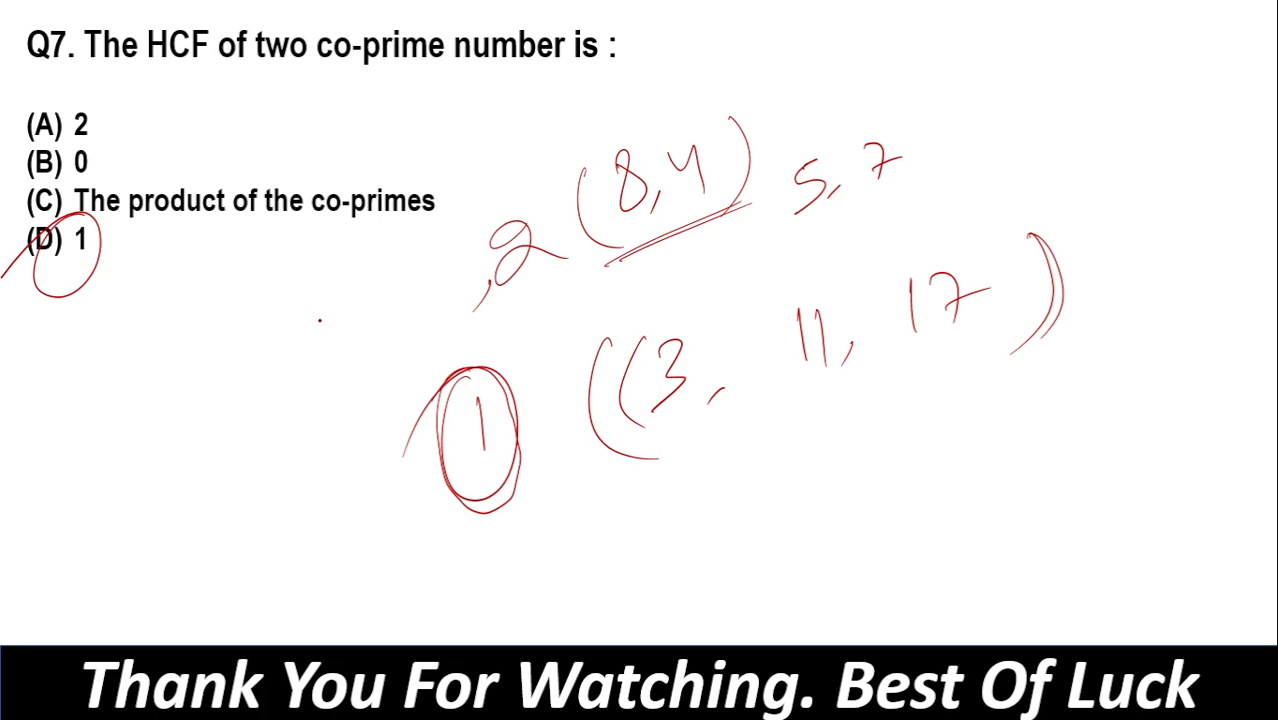 Q7. The HCF of two co-prime number is :
(A) 2
(B) 0
(C) The product of the co-primes
(D) 1
,2 (8,4) 5,7
1 ((3, 11, 17))
Thank You For Watching. Best Of Luck